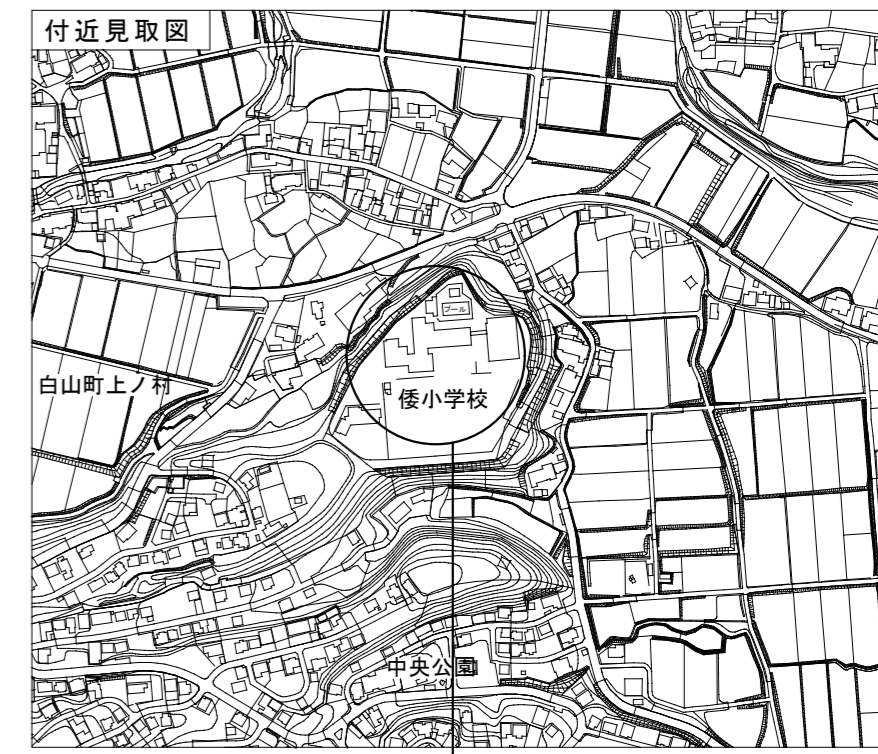 付近見取図
プール
白山町上ノ村
倭小学校
中央公園